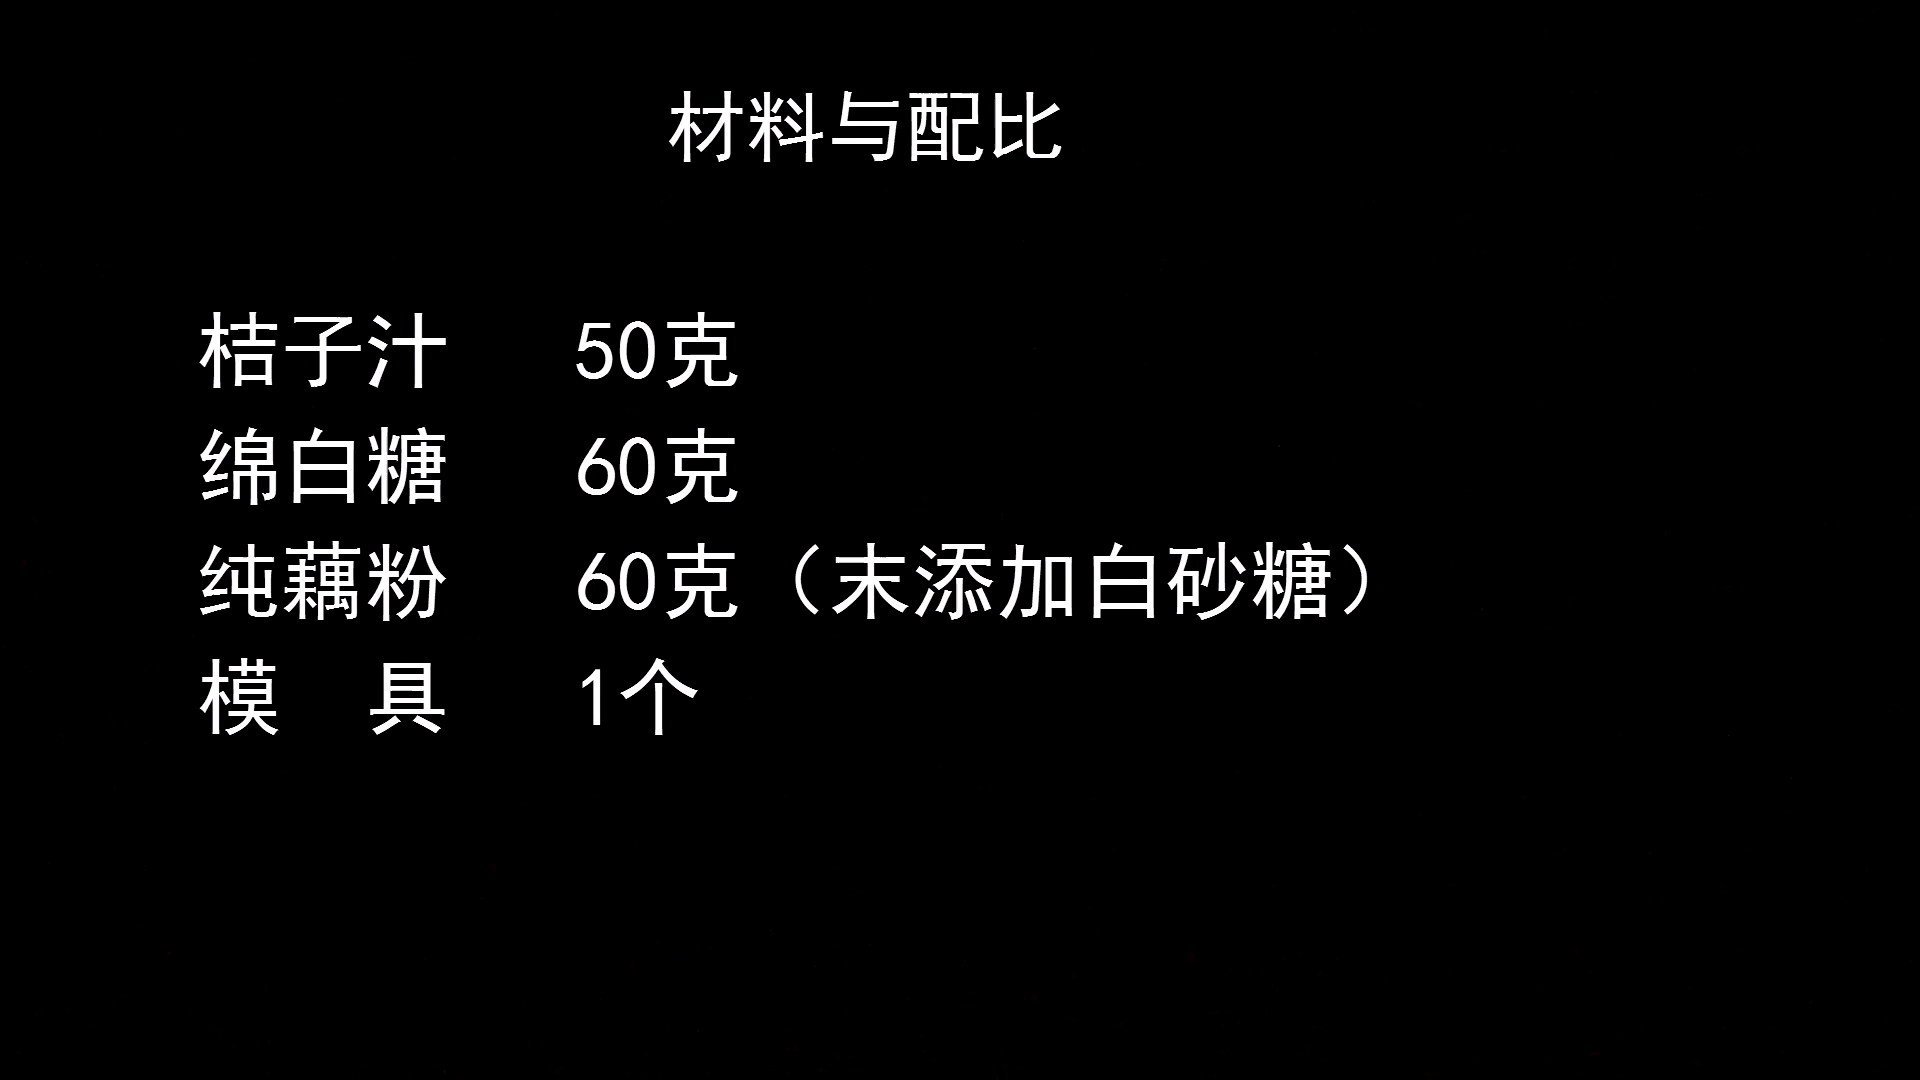 材料与配比
桔子汁 50克
绵白糖 60克
纯藕粉 60克（末添加白砂糖）
模 具 1个